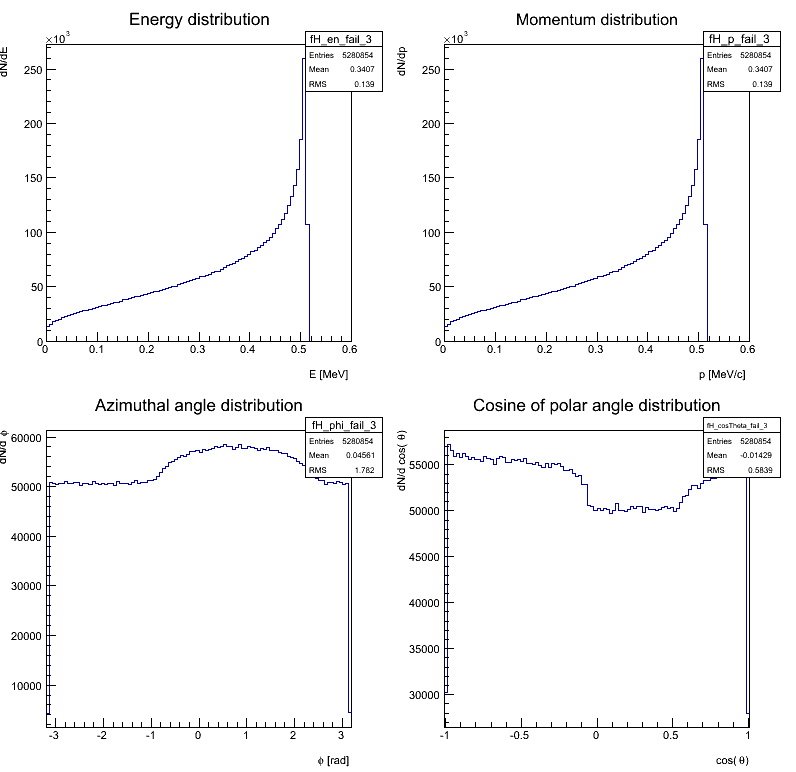 Energy distribution
×10³
dN/dE
fH_en_fail_3
Entries 5280854
Mean 0.3407
RMS 0.139
250
200
150
100
50
0
0 0.1 0.2 0.3 0.4 0.5 0.6
E [MeV]
Momentum distribution
×10³
dN/dp
fH_p_fail_3
Entries 5280854
Mean 0.3407
RMS 0.139
250
200
150
100
50
0
0 0.1 0.2 0.3 0.4 0.5 0.6
p [MeV/c]
Azimuthal angle distribution
dN/d ϕ
fH_phi_fail_3
Entries 5280854
Mean 0.04561
RMS 1.782
60000
50000
40000
30000
20000
10000
-3 -2 -1 0 1 2 3
ϕ [rad]
Cosine of polar angle distribution
dN/d cos( θ)
fH_cosTheta_fail_3
Entries 5280854
Mean -0.01429
RMS 0.5839
55000
50000
45000
40000
35000
30000
-1 -0.5 0 0.5 1
cos( θ)